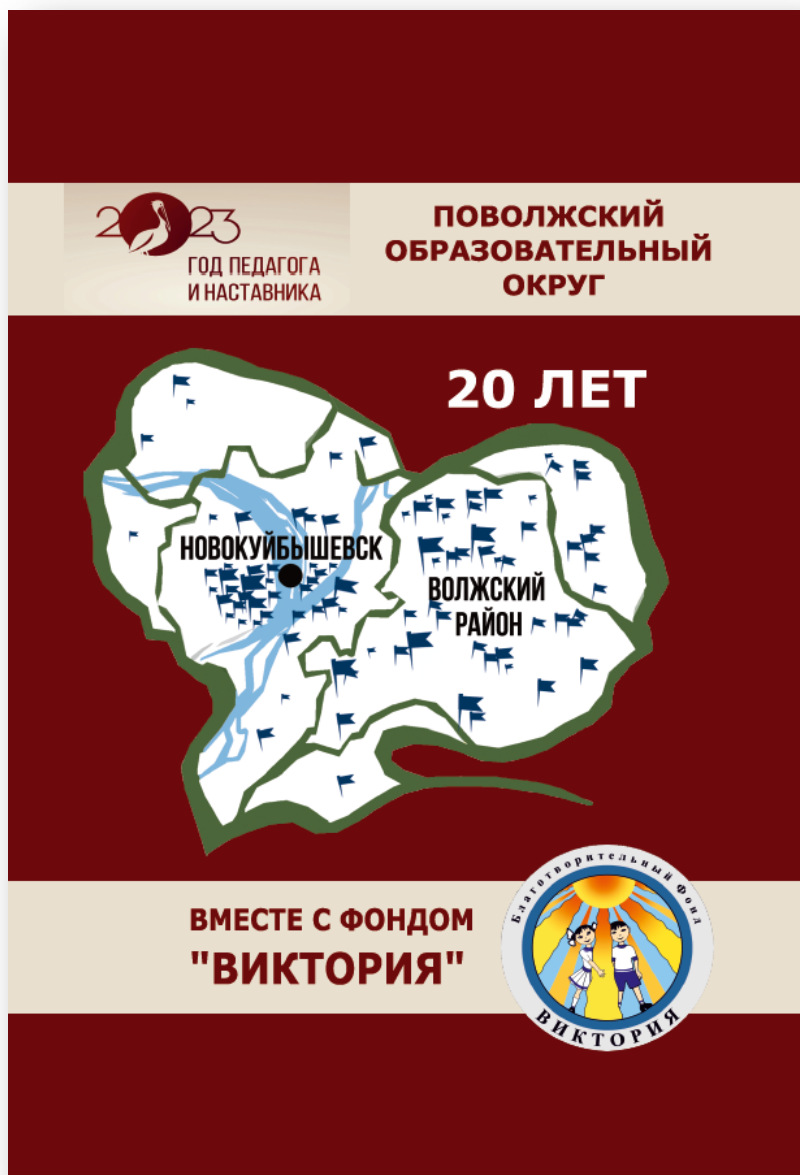 2023
ГОД ПЕДАГОГА
И НАСТАВНИКА
ПОВОЛЖСКИЙ
ОБРАЗОВАТЕЛЬНЫЙ
ОКРУГ
20 ЛЕТ
НОВОКУЙБЫШЕВСК
ВОЛЖСКИЙ
РАЙОН
ВМЕСТЕ С ФОНДОМ
"ВИКТОРИЯ"
Благотворительный Фонд
ВИКТОРИЯ